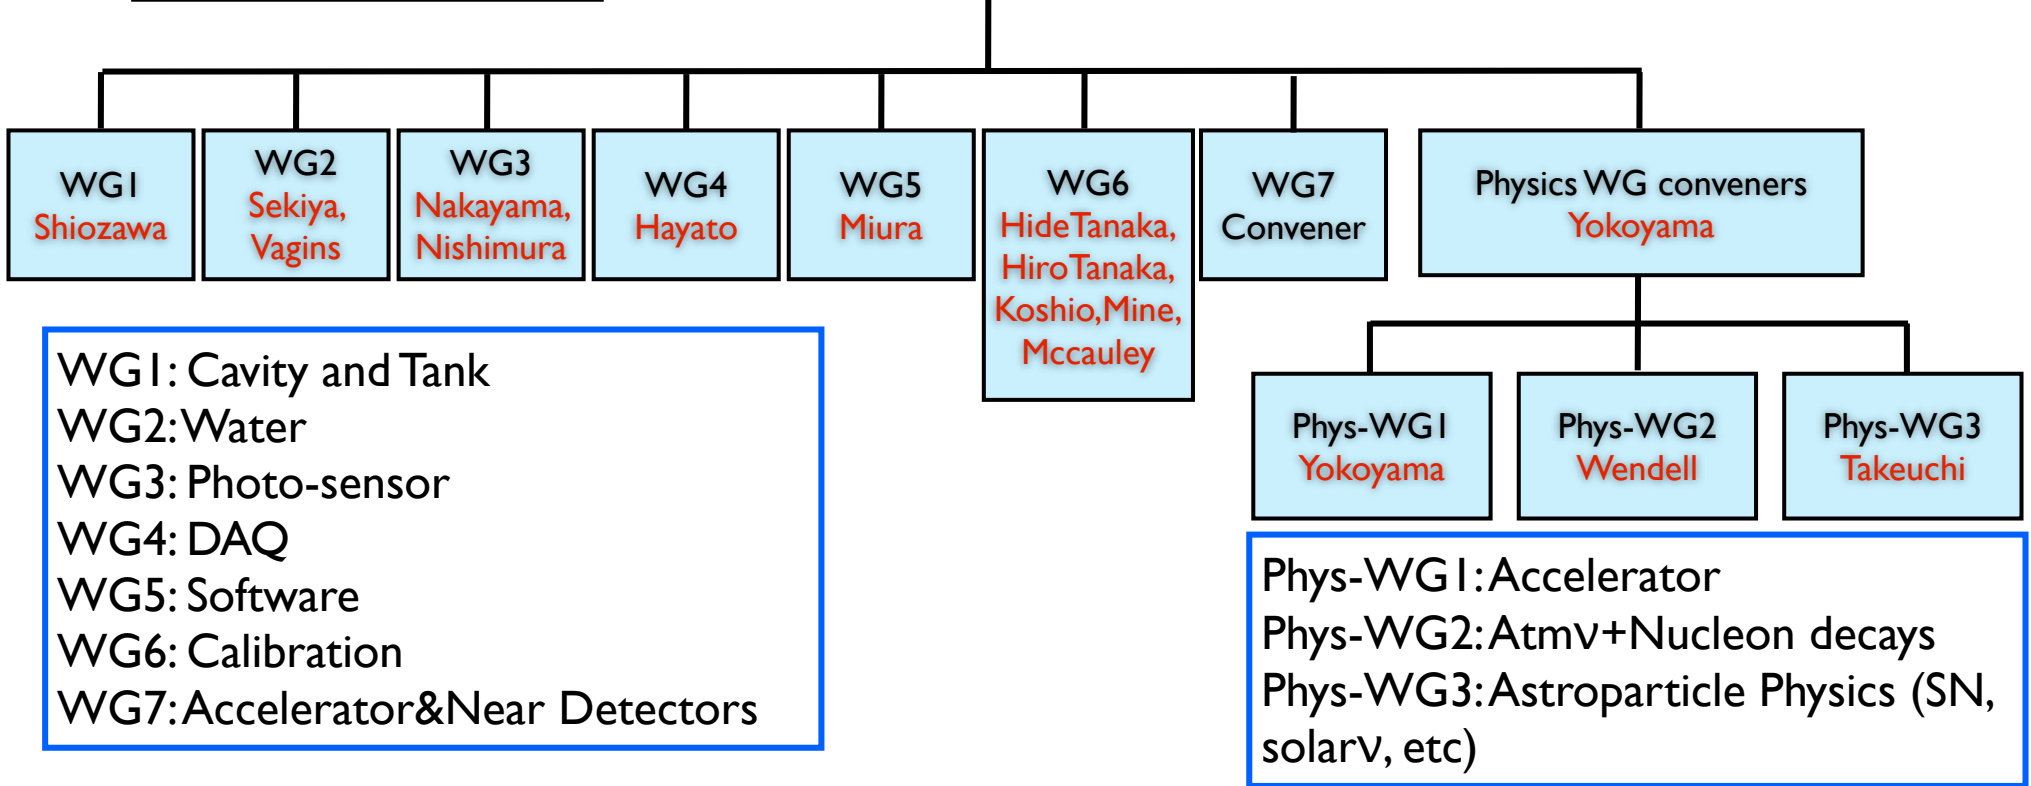 WG1
Shiozawa
WG2
Sekiya,
Vagins
WG3
Nakayama,
Nishimura
WG4
Hayato
WG5
Miura
WG6
HideTanaka,
HiroTanaka,
Koshio,Mine,
Mccauley
WG7
Convener
Physics WG conveners
Yokoyama
Phys-WG1
Yokoyama
Phys-WG2
Wendell
Phys-WG3
Takeuchi
WG1: Cavity and Tank
WG2: Water
WG3: Photo-sensor
WG4: DAQ
WG5: Software
WG6: Calibration
WG7: Accelerator&Near Detectors
Phys-WG1: Accelerator
Phys-WG2: Atmν+Nucleon decays
Phys-WG3: Astroparticle Physics (SN,
solarν, etc)